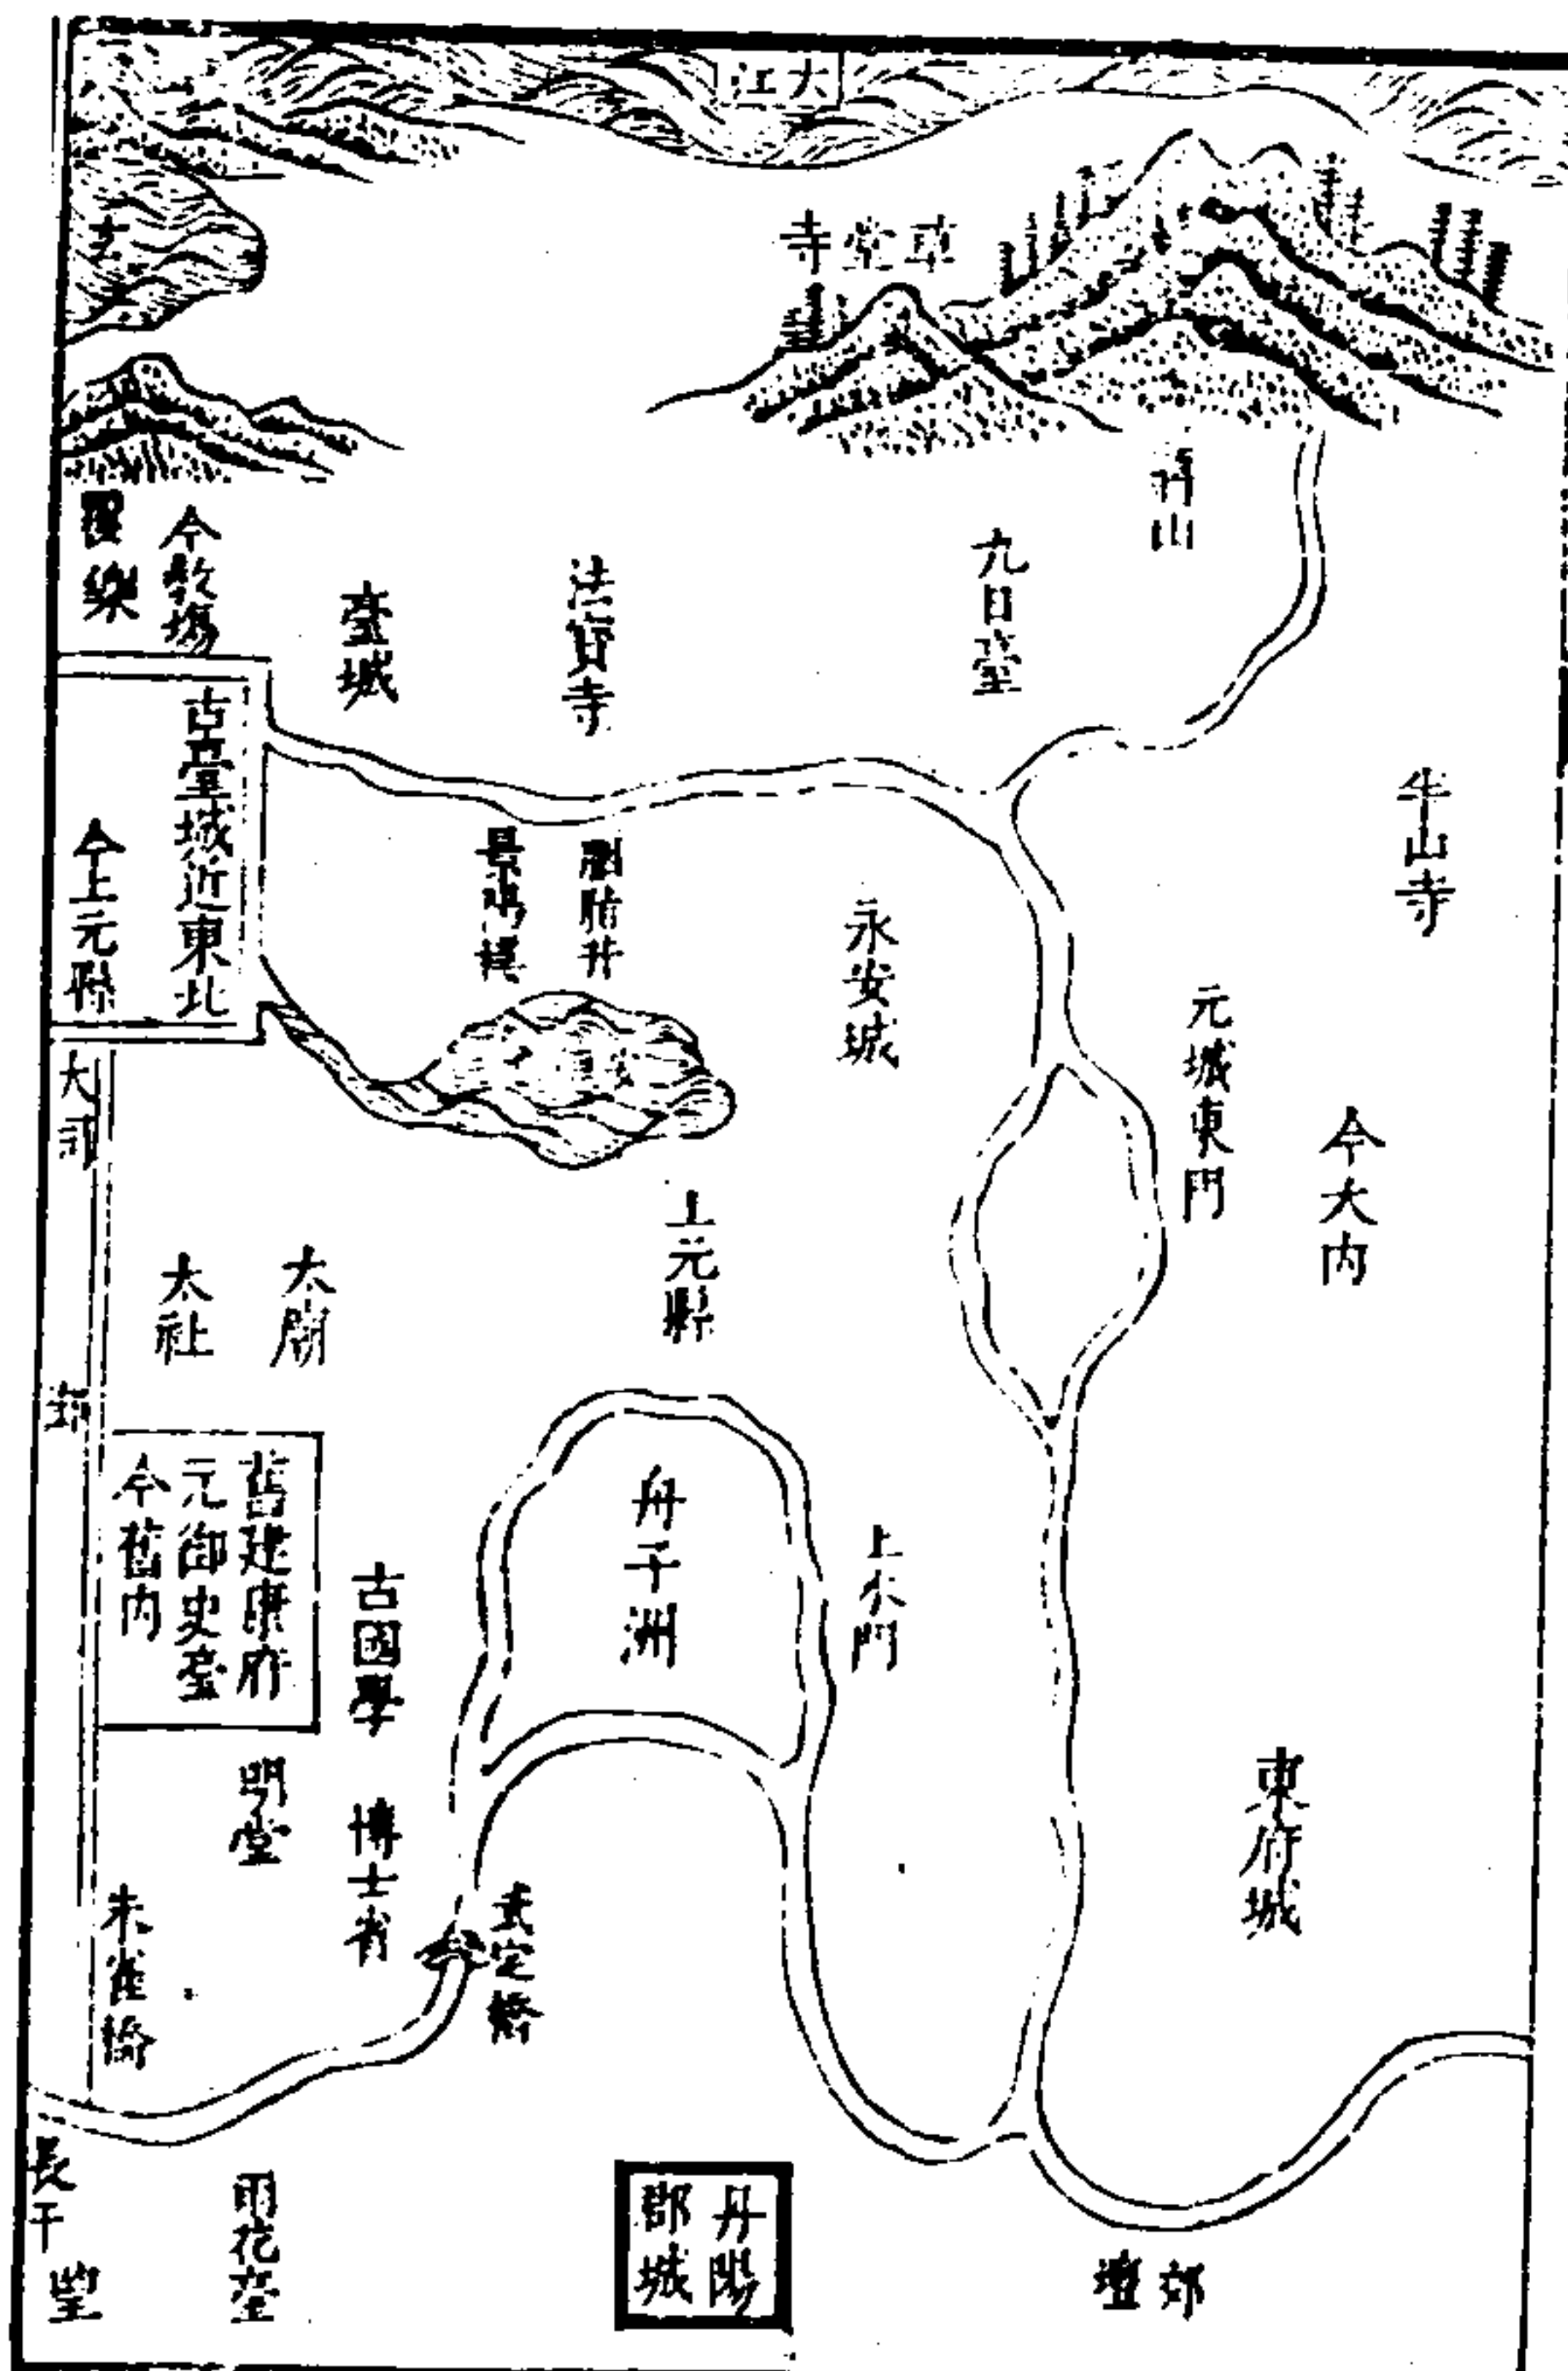 大江
草堂寺
玄
山
九日臺
法寶寺
臺城
今教場
樂
半山寺
古臺城近東北
今上元縣
景陽樓
胭脂井
永安城
元城東門
今大內
大司
上元縣
太廟
太社
舊建康府
元御史臺
今舊內
舟子洲
上水門
古國學
博士省
明堂
朱雀橋
武定橋
東府城
長干
雨花臺
丹陽
郡城
郊壇